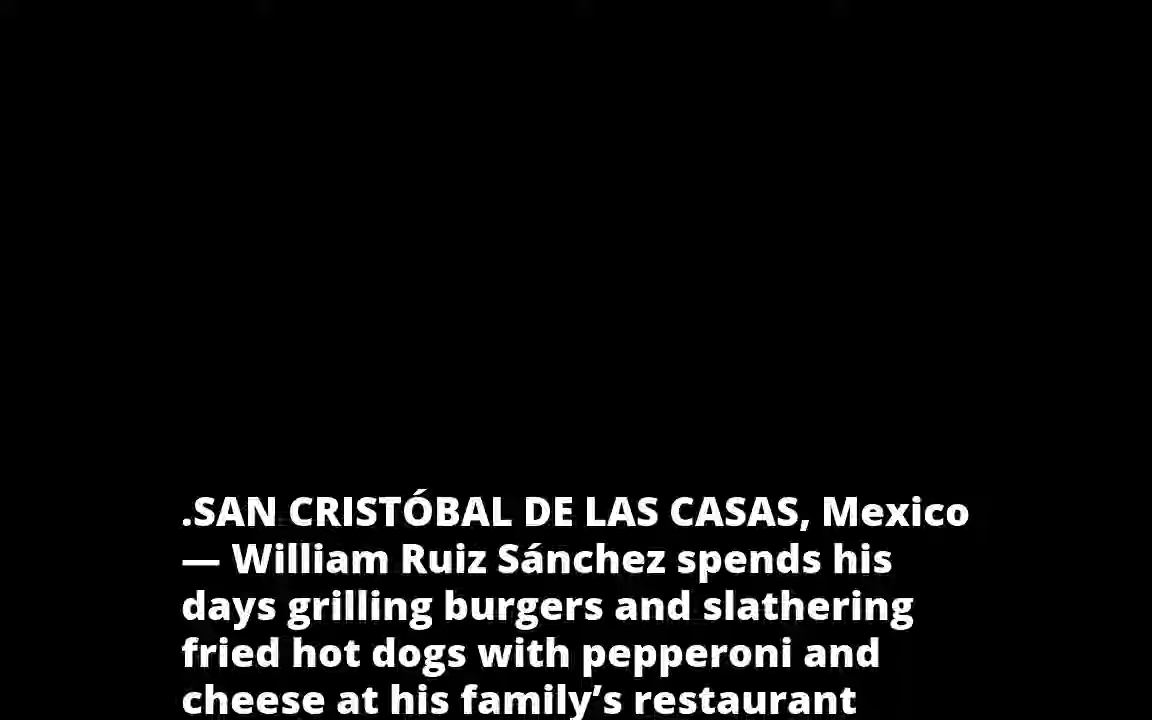 .SAN CRISTÓBAL DE LAS CASAS, Mexico
— William Ruiz Sánchez spends his
days grilling burgers and slathering
fried hot dogs with pepperoni and
cheese at his family’s restaurant